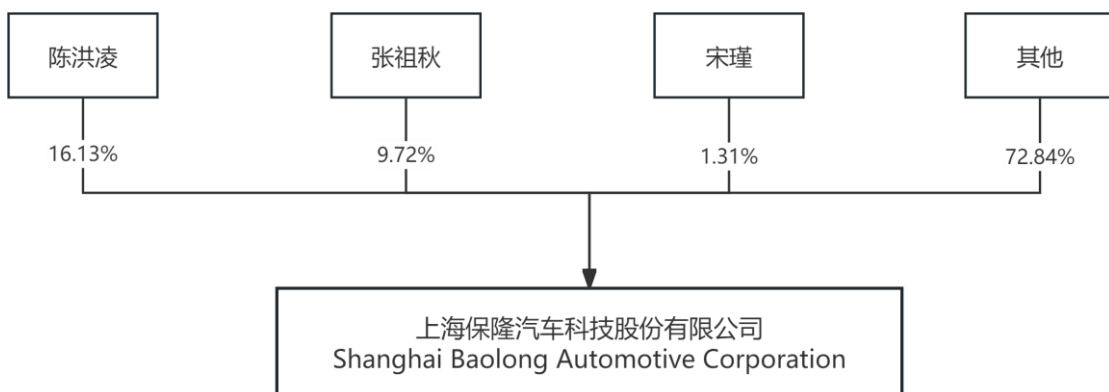 陈洪凌
张祖秋
宋瑾
其他
16.13%
9.72%
1.31%
72.84%
上海保隆汽车科技股份有限公司
Shanghai Baolong Automotive Corporation